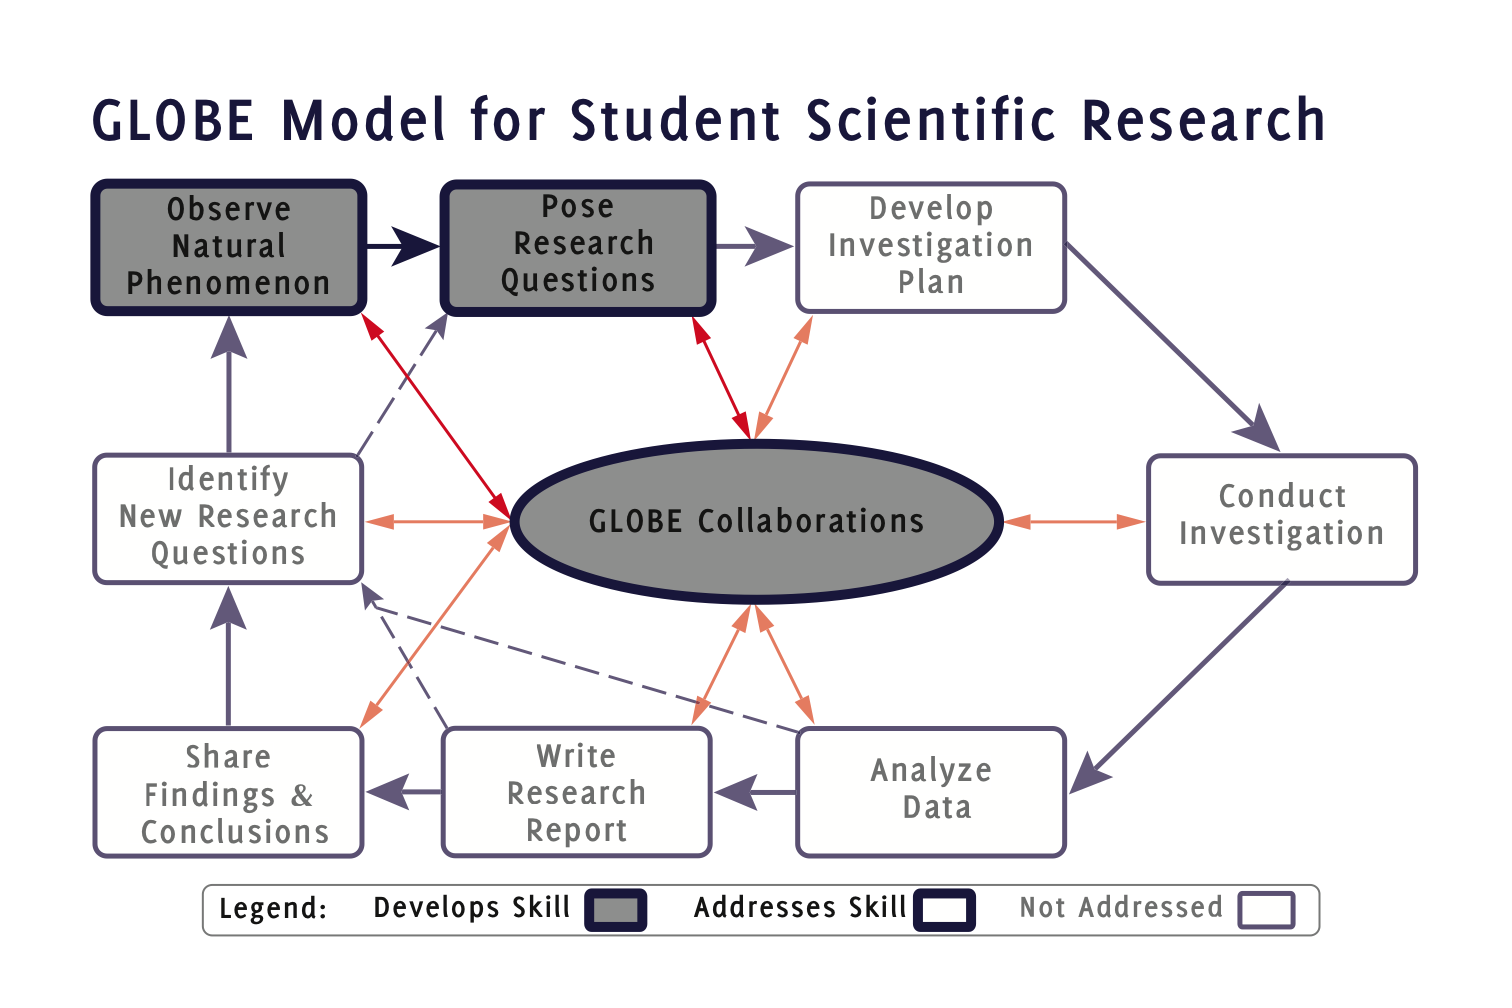 GLOBE Model for Student Scientific Research
Observe
Natural
Phenomenon
Pose
Research
Questions
Develop
Investigation
Plan
Identify
New Research
Questions
GLOBE Collaborations
Conduct
Investigation
Share
Findings &
Conclusions
Write
Research
Report
Analyze
Data
Legend: Develops Skill Addresses Skill Not Addressed